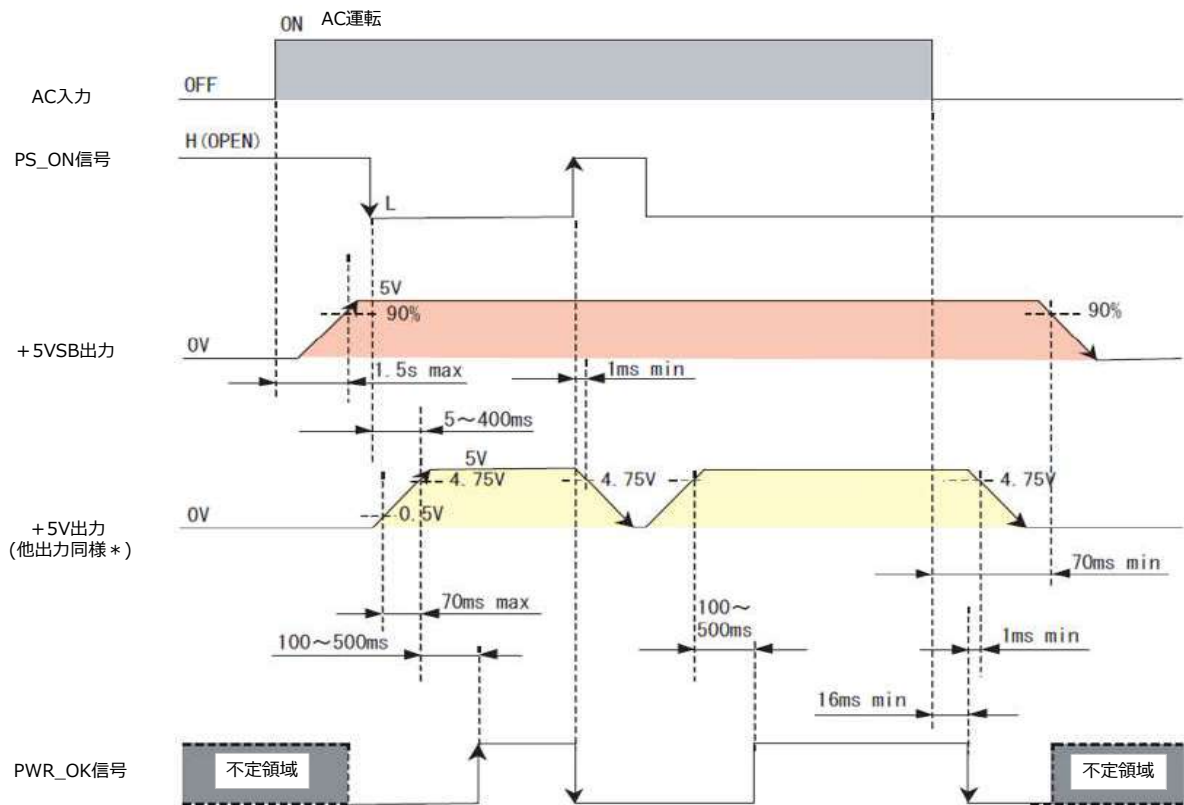 ON AC運転
OFF
AC入力
H(OPEN)
PS_ON信号
L
5V
90%
90%
+5VSB出力
0V
1.5s max
1ms min
5～400ms
5V
4.75V
4.75V
4.75V
0.5V
0V
+5V出力
(他出力同様＊)
70ms min
70ms max
100～
500ms
100～500ms
1ms min
16ms min
PWR_OK信号
不定領域
不定領域